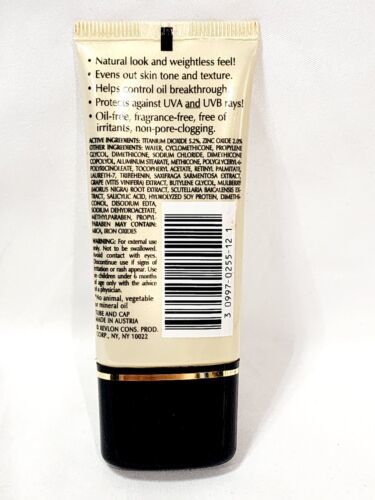 • Natural look and weightless feel!
• Evens out skin tone and texture.
• Helps control oil breakthrough
• Protects against UVA and UVB rays!
• Oil-free, fragrance-free, free of
irritants, non-pore-clogging.
ACTIVE INGREDIENTS: TITANIUM DIOXIDE 5.2%, ZINC OXIDE 2.0%
OTHER INGREDIENTS: WATER, CYCLOMETHICONE, PROPYLENE
GLYCOL, DIMETHICONE, SODIUM CHLORIDE, DIMETHICONE
COPOLYOL, ALUMINUM STEARATE, METHICONE, POLYGLYCERYL-4
ISOSTEARATE, TOCOPHERYL ACETATE, RETINYL PALMITATE,
LAURETH-7, SAXIFRAGA SARMENTOSA EXTRACT,
GRAPE (VITIS VINIFERA) EXTRACT, BUTYLENE GLYCOL, MULBERRY
(MORUS NIGRA) ROOT EXTRACT, SCUTELLARIA BAICALENSIS
EXTRACT, SALICYLIC ACID, HYDROLYZED SOY PROTEIN, DIMETHI-
CONOL, DISODIUM EDTA,
SODIUM DEHYDROACETATE,
METHYLPARABEN, PROPYL-
PARABEN MAY CONTAIN:
MICA, IRON OXIDES
WARNING: For external use
only. Not to be swallowed.
Avoid contact with eyes.
Discontinue use if signs of
irritation or rash appear. Use
on children under 6 months
of age only with the advice
of a physician.
*No animal, vegetable
or mineral oil
TUBE AND CAP
MADE IN AUSTRIA
© REVLON CONS. PROD.
CORP., NY, NY 10022
3 0997-0255-12 1